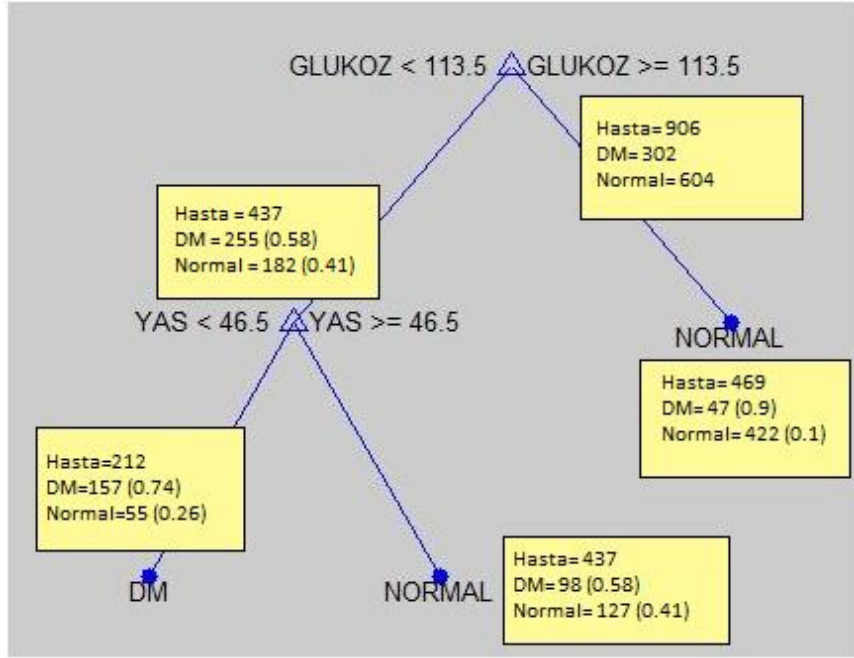 GLUKOZ < 113.5 GLUKOZ >= 113.5
Hasta= 906
DM= 302
Normal= 604
Hasta = 437
DM = 255 (0.58)
Normal = 182 (0.41)
YAS < 46.5 YAS >= 46.5
NORMAL
Hasta= 469
DM= 47 (0.9)
Normal= 422 (0.1)
Hasta=212
DM=157 (0.74)
Normal=55 (0.26)
DM
NORMAL
Hasta= 437
DM= 98 (0.58)
Normal= 127 (0.41)